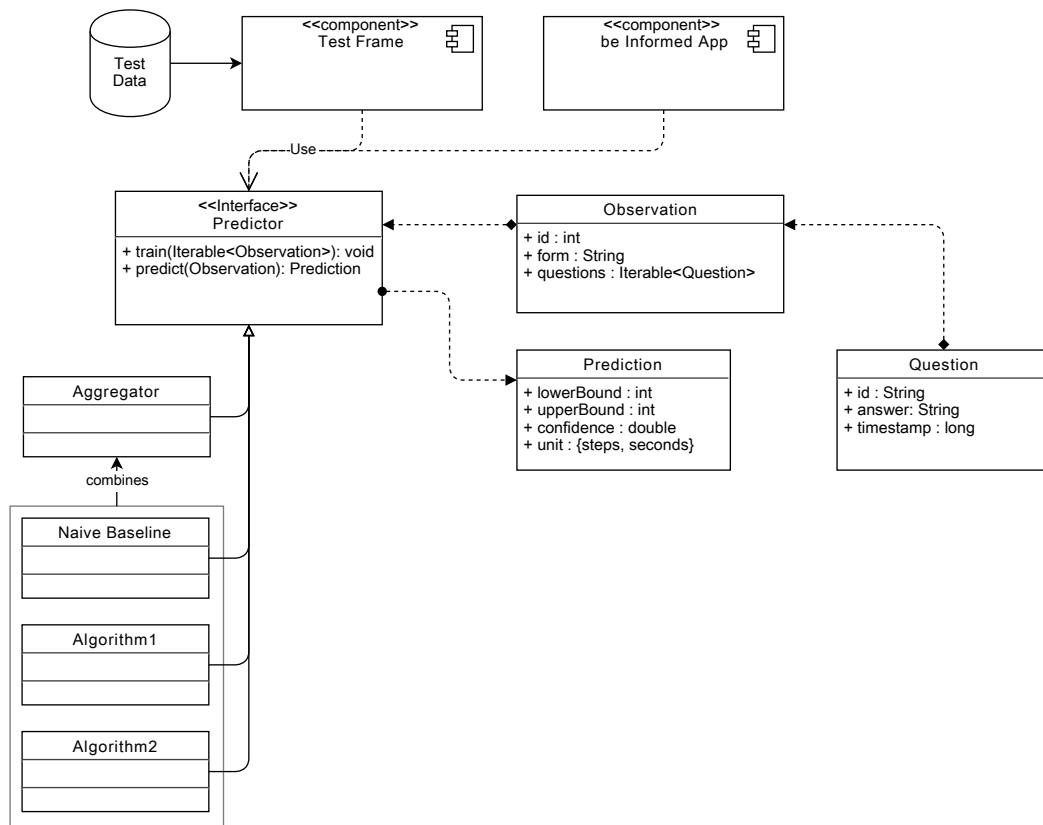 Test
Data
<<component>>
Test Frame
<<component>>
be Informed App
Use
<<Interface>>
Predictor
+ train(Iterable<Observation>): void
+ predict(Observation): Prediction
Observation
+ id : int
+ form : String
+ questions : Iterable<Question>
Prediction
+ lowerBound : int
+ upperBound : int
+ confidence : double
+ unit : {steps, seconds}
Question
+ id : String
+ answer: String
+ timestamp : long
Aggregator
combines
Naive Baseline
Algorithm1
Algorithm2